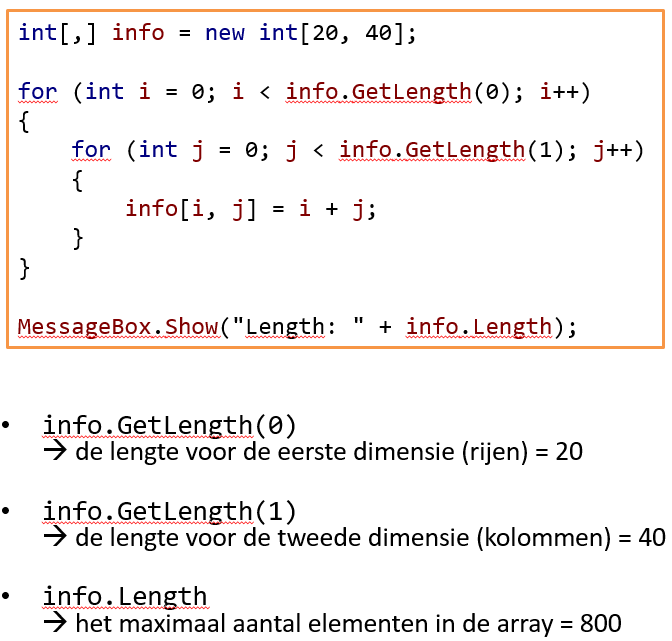 int[,] info = new int[20, 40];
for (int i = 0; i < info.GetLength(0); i++)
{
for (int j = 0; j < info.GetLength(1); j++)
{
info[i, j] = i + j;
}
}
MessageBox.Show("Length: " + info.Length);
• info.GetLength(0)
→ de lengte voor de eerste dimensie (rijen) = 20
• info.GetLength(1)
→ de lengte voor de tweede dimensie (kolommen) = 40
• info.Length
→ het maximaal aantal elementen in de array = 800